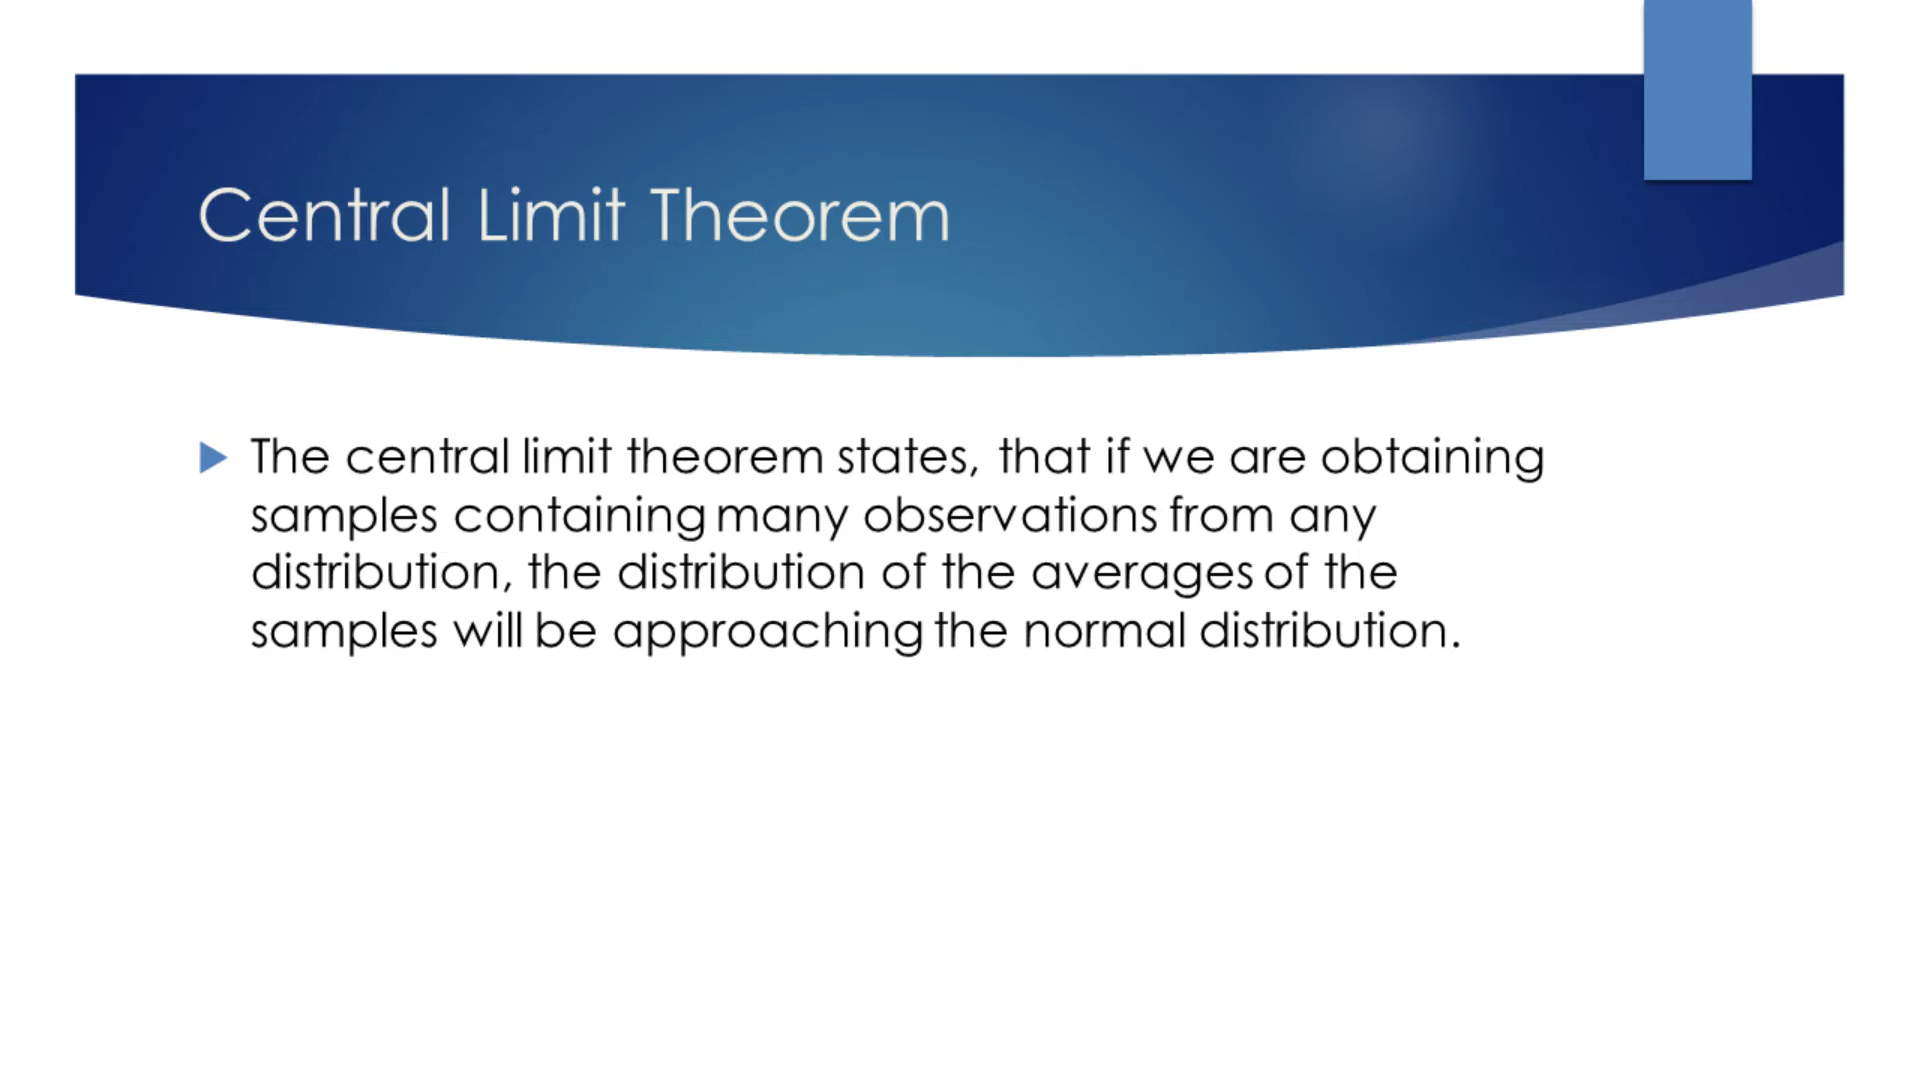 Central Limit Theorem
The central limit theorem states, that if we are obtaining
samples containing many observations from any
distribution, the distribution of the averages of the
samples will be approaching the normal distribution.